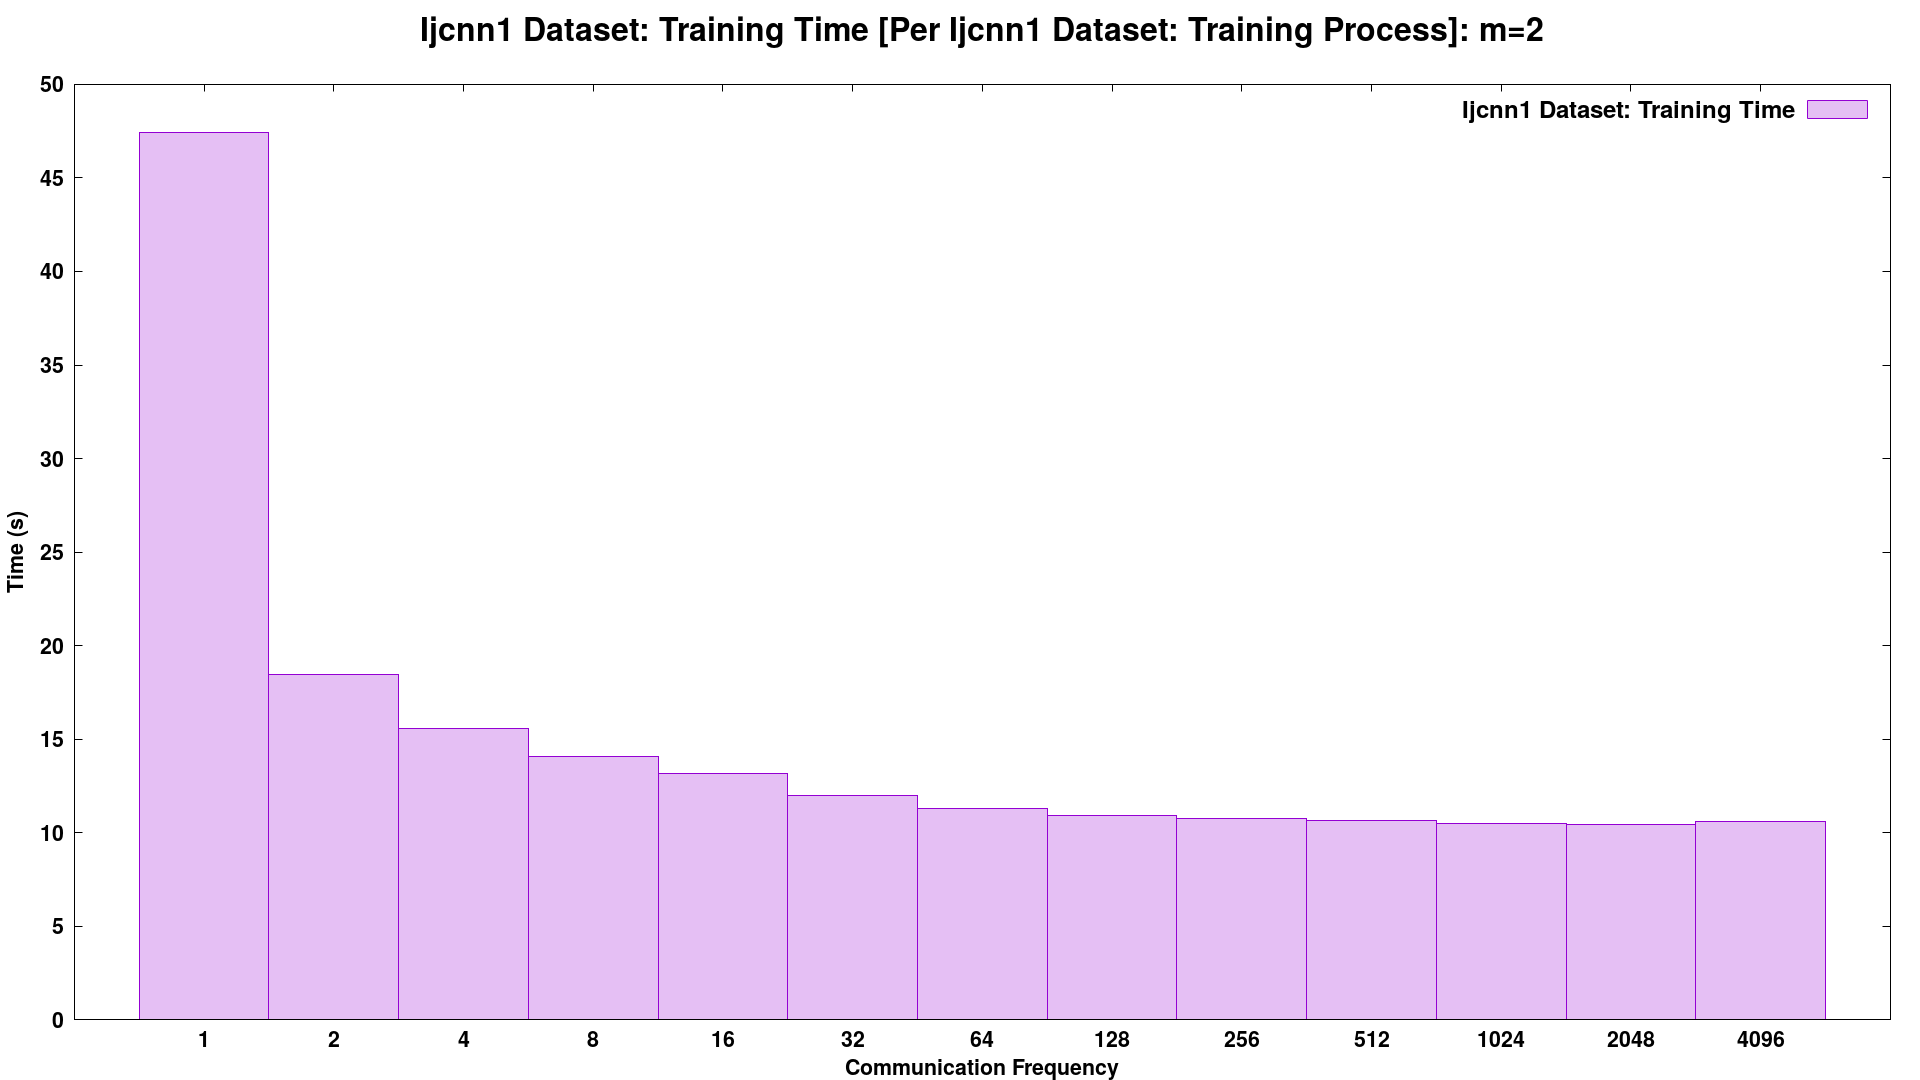 Ijcnn1 Dataset: Training Time [Per Ijcnn1 Dataset: Training Process]: m=2
Ijcnn1 Dataset: Training Time
50
45
40
35
30
25
20
15
10
5
0
Time (s)
1 2 4 8 16 32 64 128 256 512 1024 2048 4096
Communication Frequency